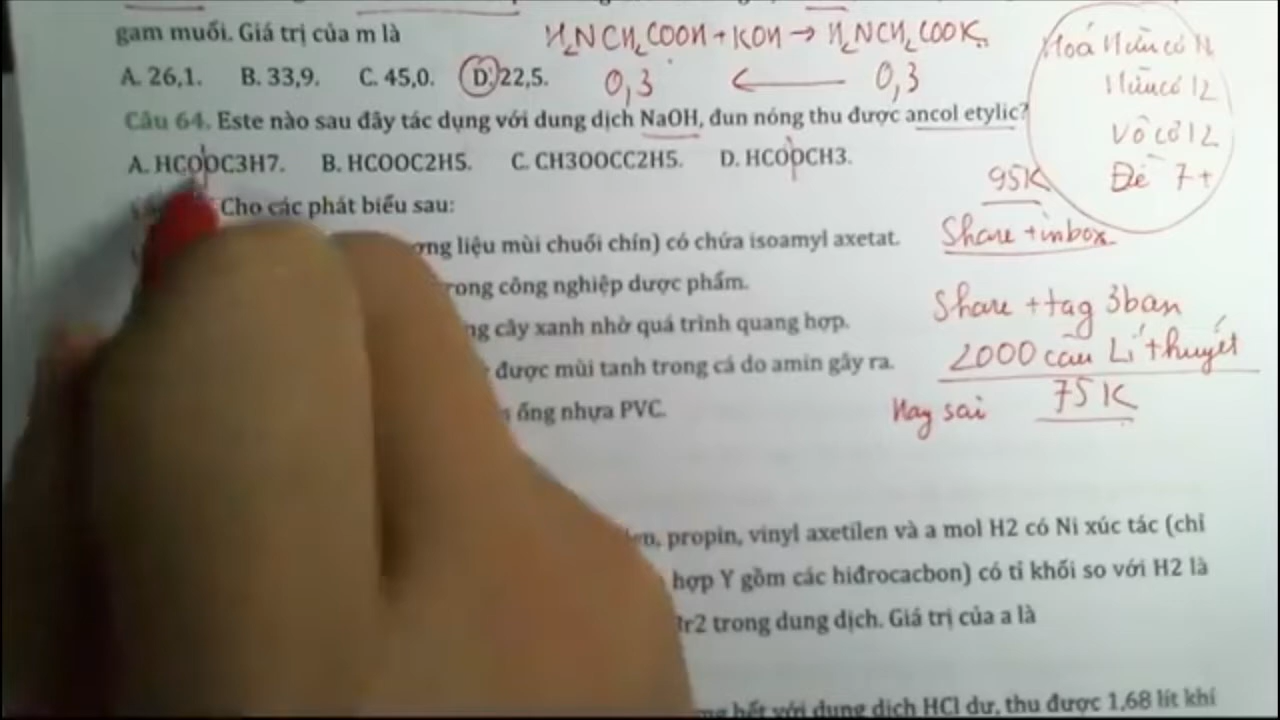 gam muối. Giá trị của m là
H₂NCH₂COOH + KOH → H₂NCH₂COOK
A. 26,1. B. 33,9. C. 45,0. D. 22,5.
0,3 ← 0,3
Câu 64. Este nào sau đây tác dụng với dung dịch NaOH, đun nóng thu được ancol etylic?
A. HCOOC3H7. B. HCOOC2H5. C. CH3OOCC2H5. D. HCOOCH3.
Cho các phát biểu sau:
liệu mùi chuối chín) có chứa isoamyl axetat.
trong công nghiệp dược phẩm.
cây xanh nhờ quá trình quang hợp.
được mùi tanh trong cá do amin gây ra.
ống nhựa PVC.
propin, vinyl axetilen và a mol H2 có Ni xúc tác (chỉ
hợp Y gồm các hiđrocacbon) có tỉ khối so với H2 là
trong dung dịch. Giá trị của a là
hết với dung dịch HCl dư, thu được 1,68 lít khí
Hoá Hữu cơ 11
Hữu cơ 12
Vô cơ 12
Đề 7+
95K
Share + inbox
Share + tag 3 bạn
2000 câu Lí thuyết
Hay sai 75K